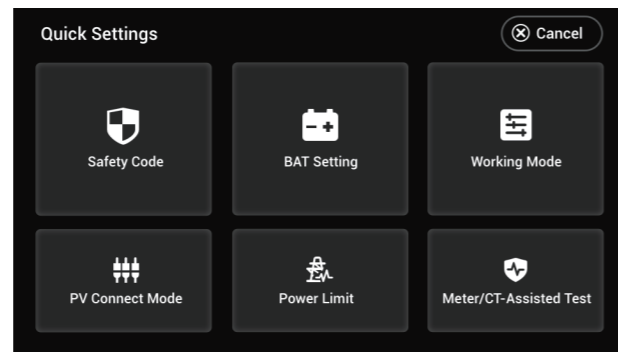 Quick Settings
Cancel
Safety Code
BAT Setting
Working Mode
PV Connect Mode
Power Limit
Meter/CT-Assisted Test